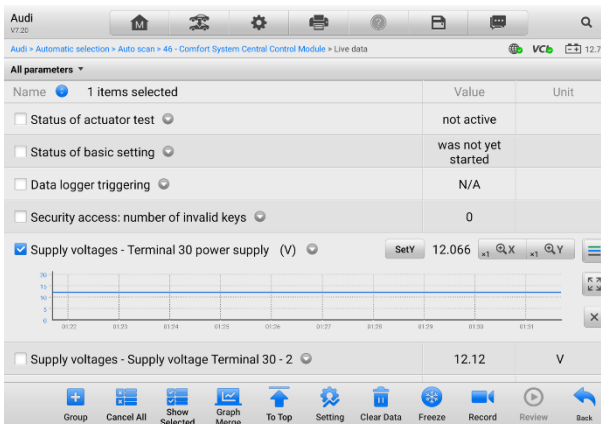 Audi
V7.20
M
?
Audi > Automatic selection > Auto scan > 46 - Comfort System Central Control Module > Live data
VCI
12.7
All parameters
Name 1 items selected Value Unit
Status of actuator test not active
Status of basic setting was not yet
started
Data logger triggering N/A
Security access: number of invalid keys 0
Supply voltages - Terminal 30 power supply (V) SetY 12.066 x1 X x1 Y
20
15
10
5
0
01:22 01:23 01:24 01:25 01:26 01:27 01:28 01:29 01:30 01:31
Supply voltages - Supply voltage Terminal 30 - 2 12.12 V
Group Cancel All Show Selected Graph Merge To Top Setting Clear Data Freeze Record Review Back